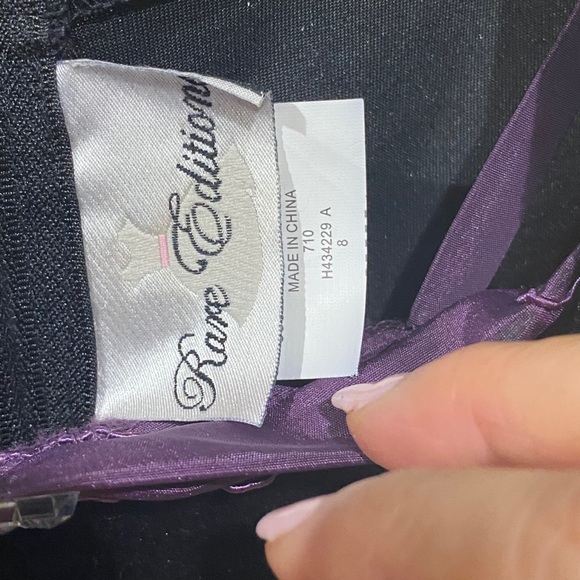 Rare Editions
MADE IN CHINA
710
H434229 A
8